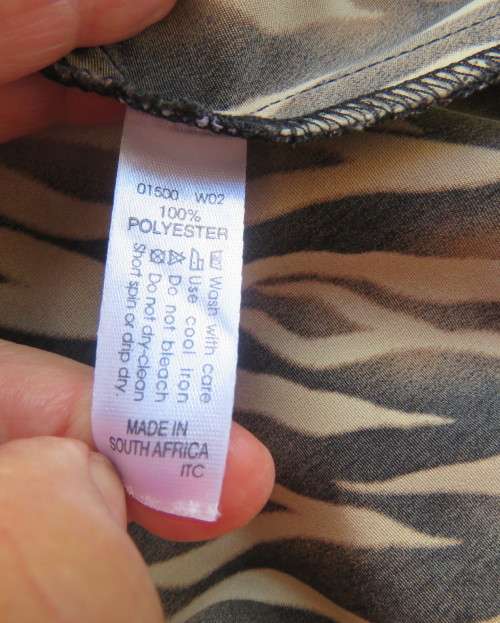 01500 W02
100%
POLYESTER
Wash with care
Use cool iron
Do not bleach
Do not dry-clean
Short spin or drip dry.
MADE IN
SOUTH AFRICA
ITC